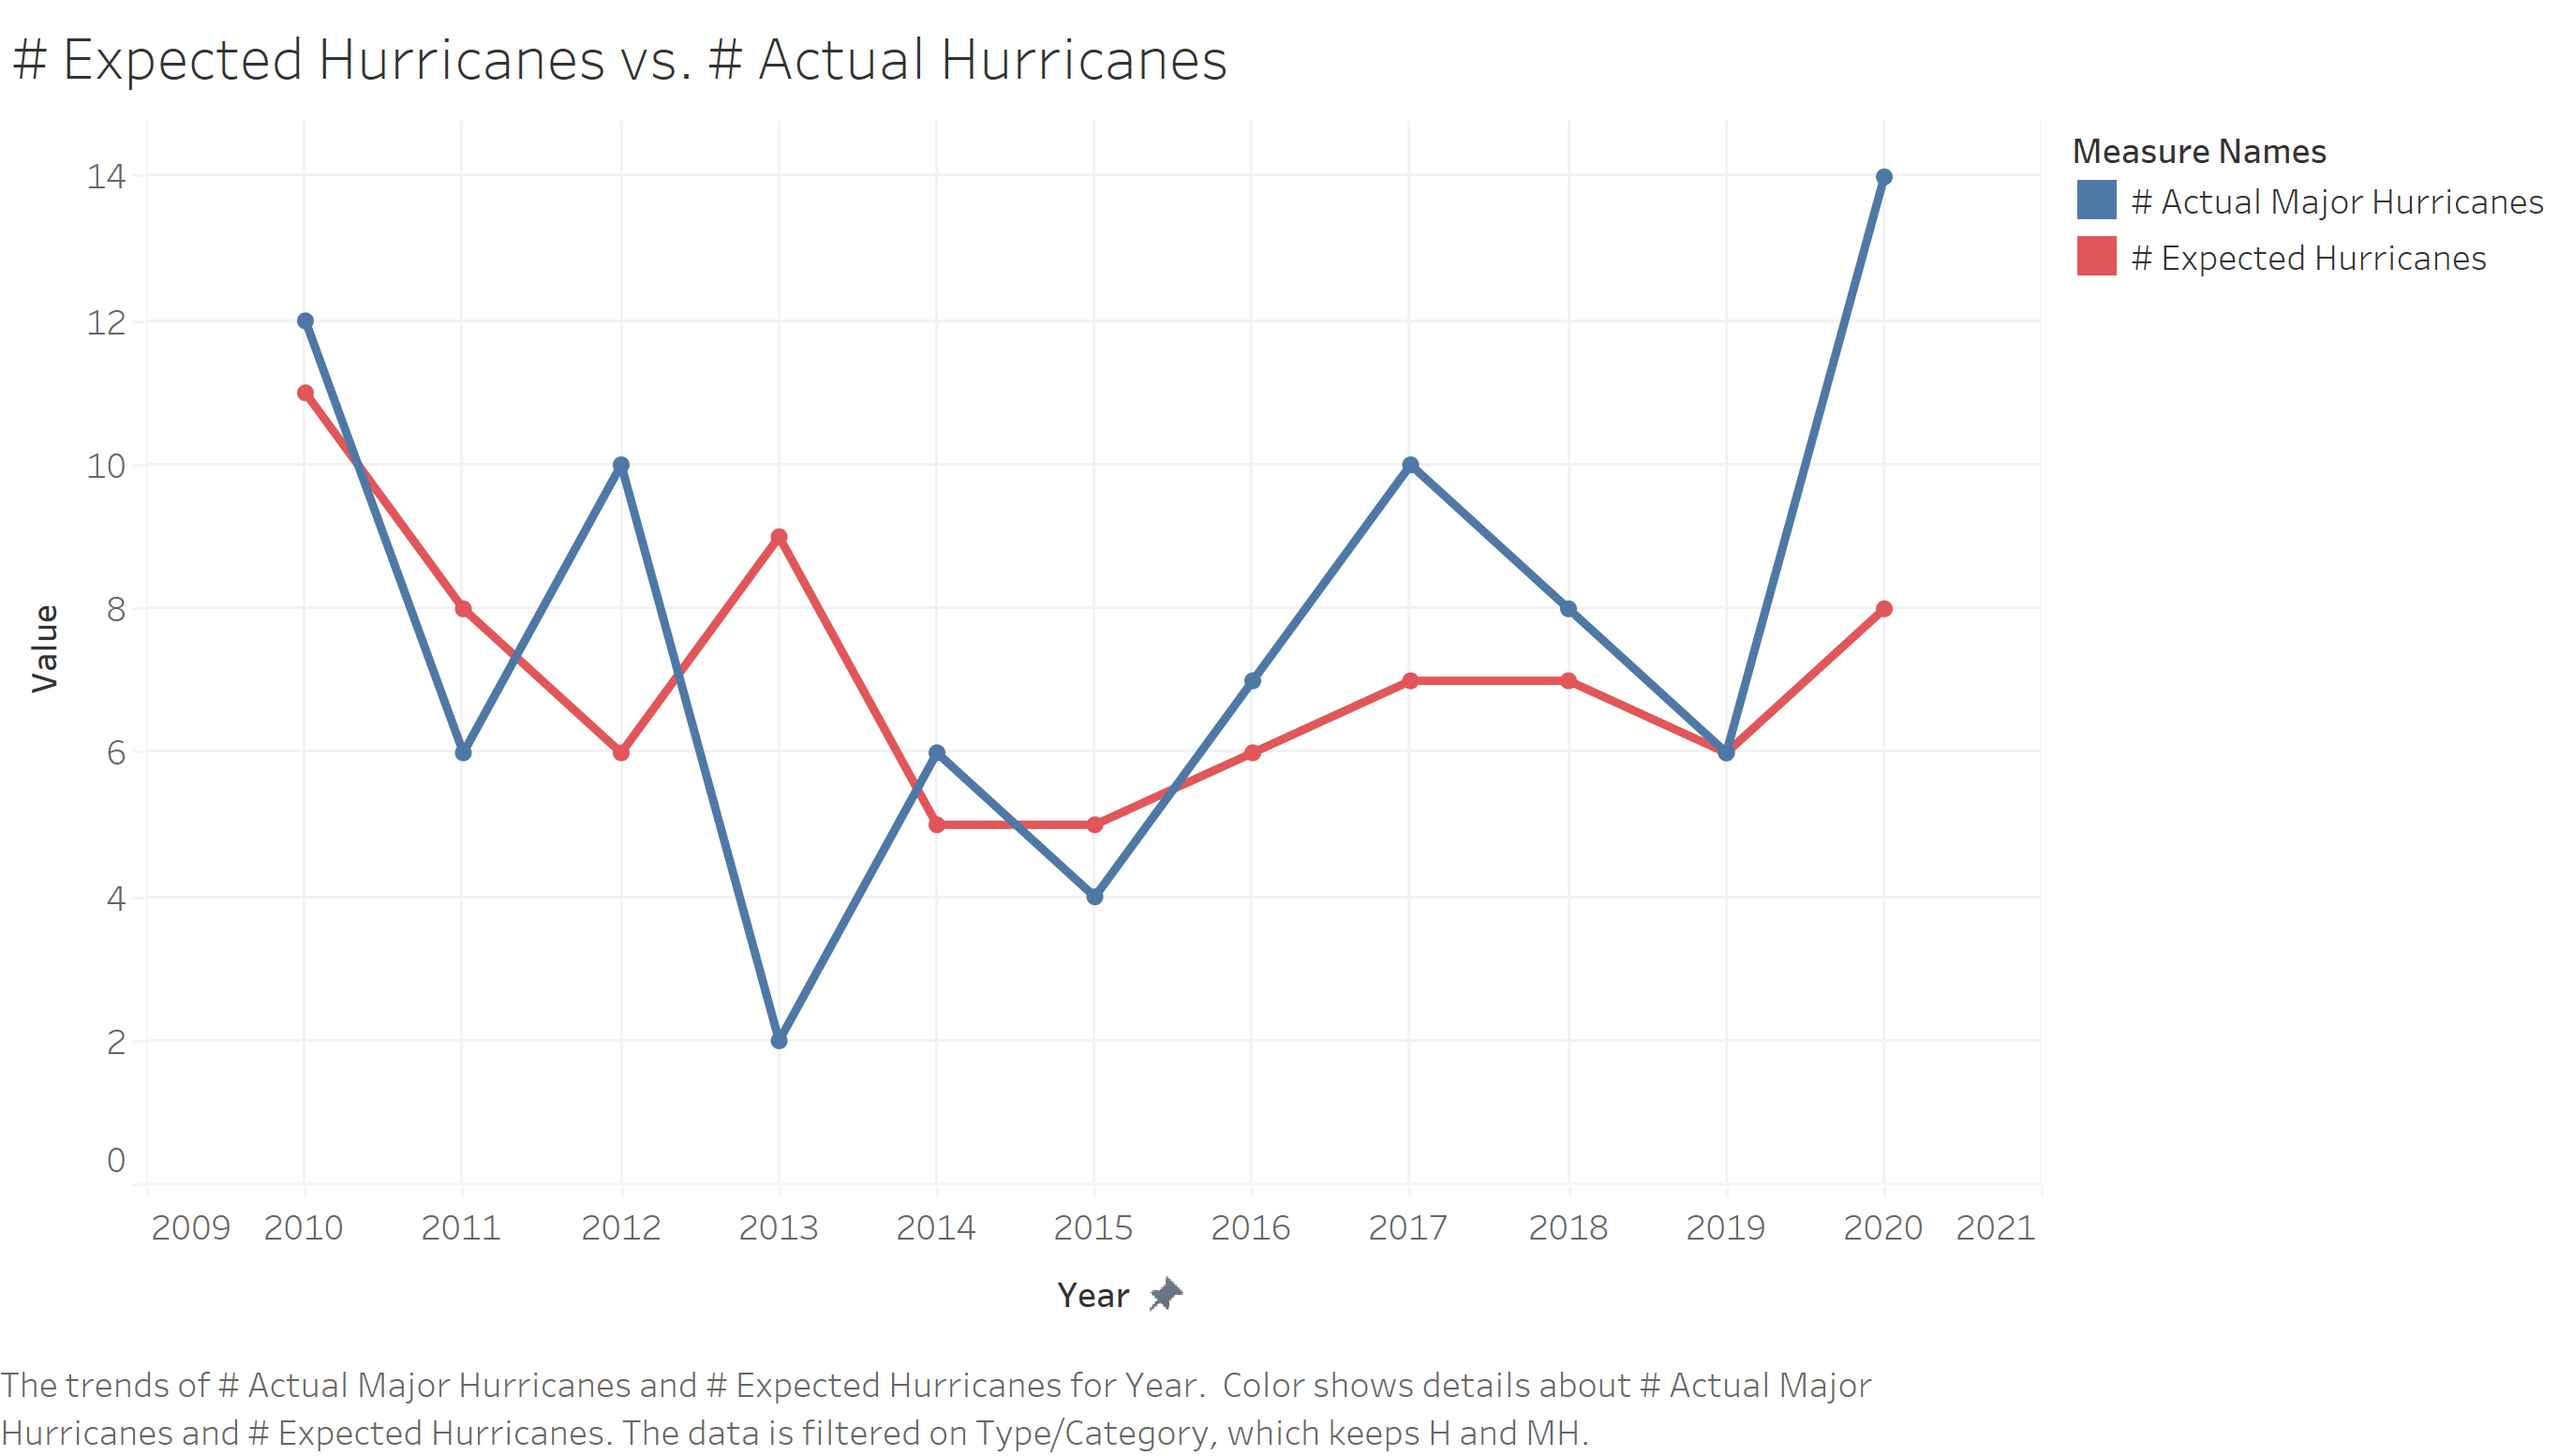 # Expected Hurricanes vs. # Actual Hurricanes
Measure Names
# Actual Major Hurricanes
# Expected Hurricanes
14
12
10
8
6
4
2
0
Value
2009 2010 2011 2012 2013 2014 2015 2016 2017 2018 2019 2020 2021
Year
The trends of # Actual Major Hurricanes and # Expected Hurricanes for Year.  Color shows details about # Actual Major
Hurricanes and # Expected Hurricanes. The data is filtered on Type/Category, which keeps H and MH.